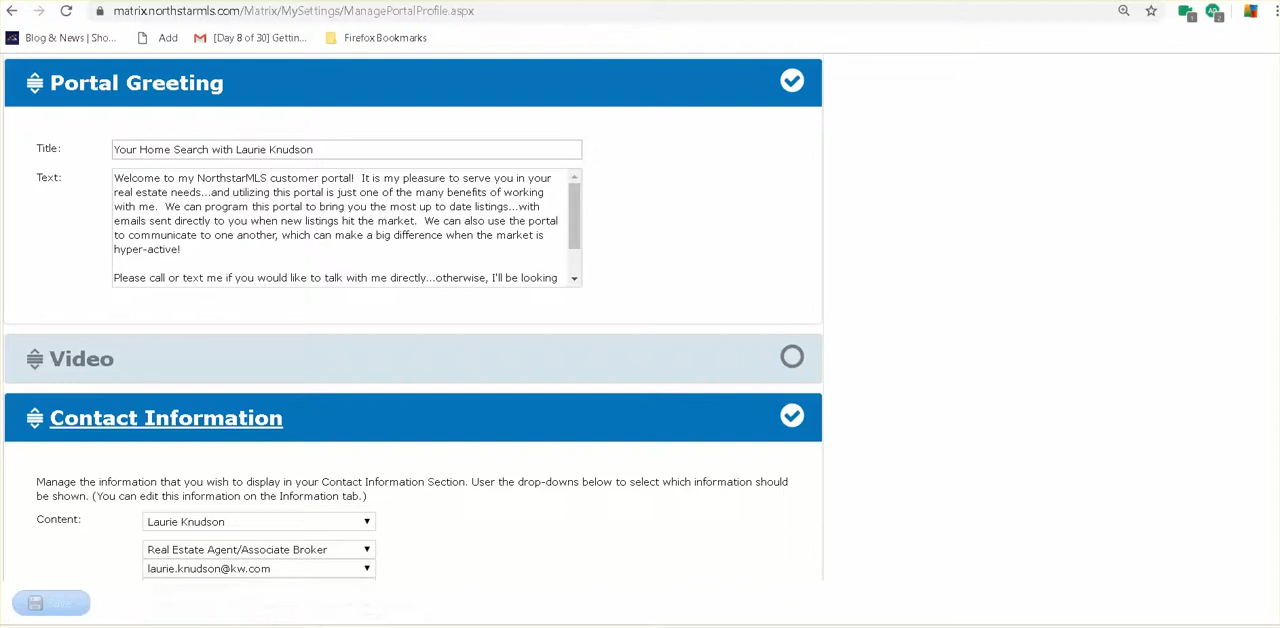 matrix.northstarmls.com/Matrix/MySettings/ManagePortalProfile.aspx
1
2
Blog & News | Sho...
Add
[Day 8 of 30] Gettin...
Firefox Bookmarks
Portal Greeting
Title:
Your Home Search with Laurie Knudson
Text:
Welcome to my NorthstarMLS customer portal! It is my pleasure to serve you in your
real estate needs...and utilizing this portal is just one of the many benefits of working
with me. We can program this portal to bring you the most up to date listings...with
emails sent directly to you when new listings hit the market. We can also use the portal
to communicate to one another, which can make a big difference when the market is
hyper-active!
Please call or text me if you would like to talk with me directly...otherwise, I'll be looking
Video
Contact Information
Manage the information that you wish to display in your Contact Information Section. User the drop-downs below to select which information should
be shown. (You can edit this information on the Information tab.)
Content:
Laurie Knudson
Real Estate Agent/Associate Broker
laurie.knudson@kw.com
Save